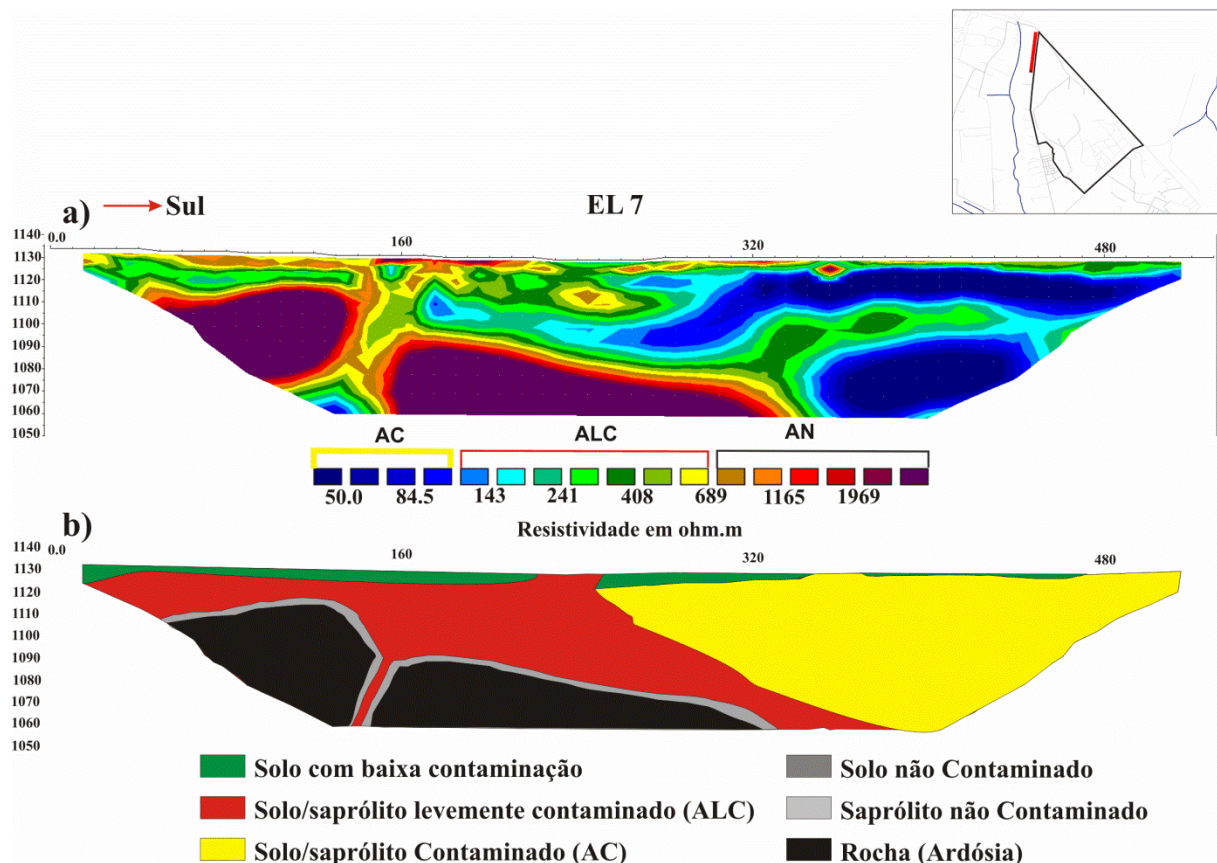 a)
Sul
EL 7
1140
0.0
160
320
480
1130
1120
1110
1100
1090
1080
1070
1060
1050
AC
ALC
AN
50.0 84.5 143 241 408 689 1165 1969
Resistividade em ohm.m
b)
1140
0.0
160
320
480
1130
1120
1110
1100
1090
1080
1070
1060
1050
Solo com baixa contaminação
Solo/saprólito levemente contaminado (ALC)
Solo/saprólito Contaminado (AC)
Solo não Contaminado
Saprólito não Contaminado
Rocha (Ardósia)